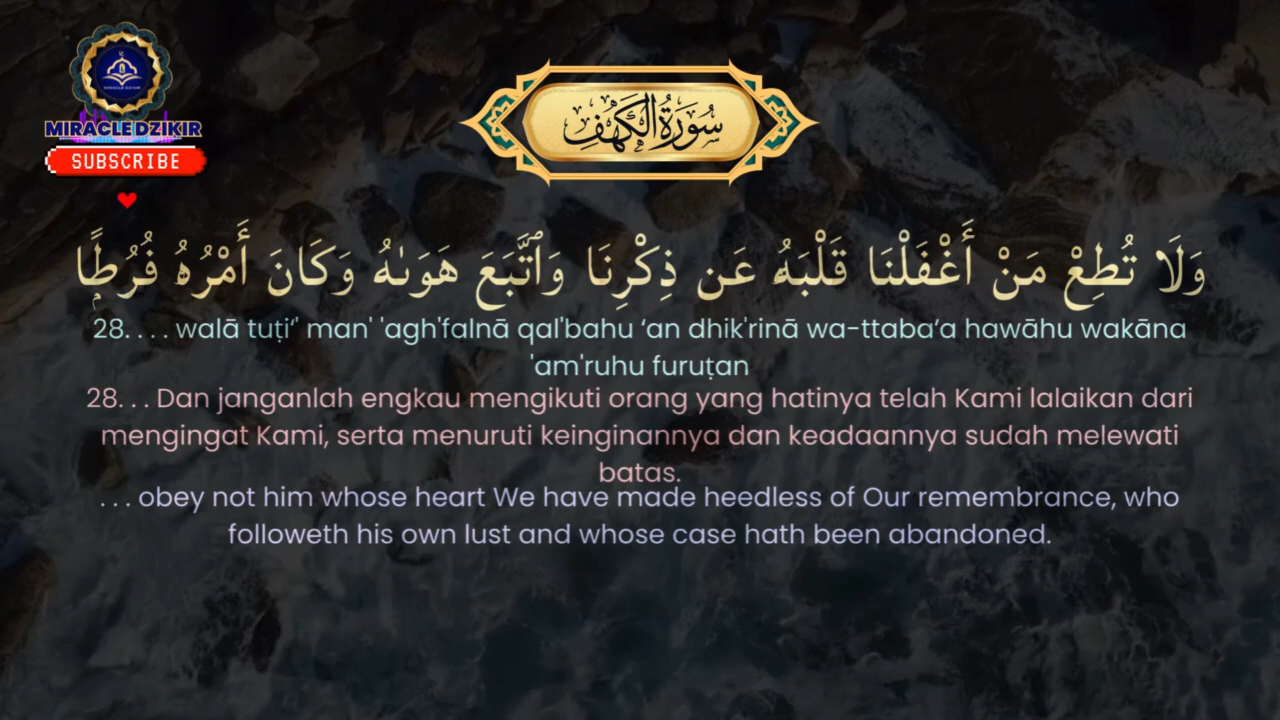 MIRACLE DZIKIR
SUBSCRIBE
سُورَةُ الكَهْفِ
وَلَا تُطِعْ مَنْ أَغْفَلْنَا قَلْبَهُۥ عَن ذِكْرِنَا وَٱتَّبَعَ هَوَىٰهُ وَكَانَ أَمْرُهُۥ فُرُطًۭا
28. . . . walā tuṭi‘' man' 'agh'falnā qal'bahu ‘an dhik'rinā wa-ttaba‘a hawāhu wakāna
'am'ruhu furuṭan
28. . . Dan janganlah engkau mengikuti orang yang hatinya telah Kami lalaikan dari
mengingat Kami, serta menuruti keinginannya dan keadaannya sudah melewati
batas.
. . . obey not him whose heart We have made heedless of Our remembrance, who
followeth his own lust and whose case hath been abandoned.